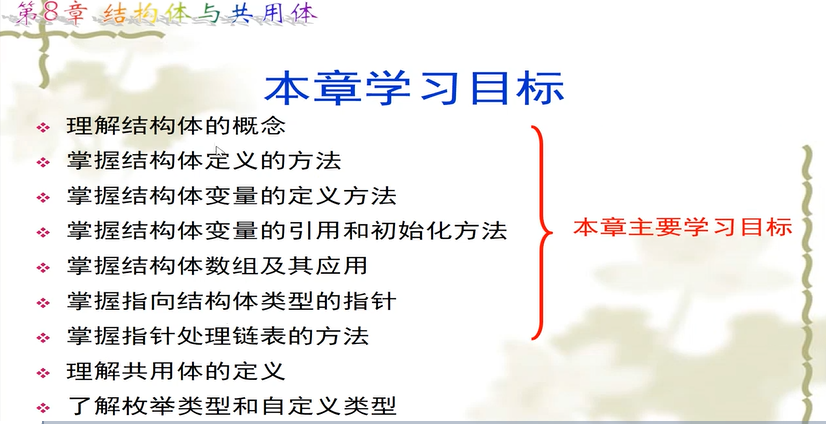 第8章 结构体与共用体
本章学习目标
理解结构体的概念
掌握结构体定义的方法
掌握结构体变量的定义方法
掌握结构体变量的引用和初始化方法
掌握结构体数组及其应用
掌握指向结构体类型的指针
掌握指针处理链表的方法
理解共用体的定义
了解枚举类型和自定义类型
本章主要学习目标